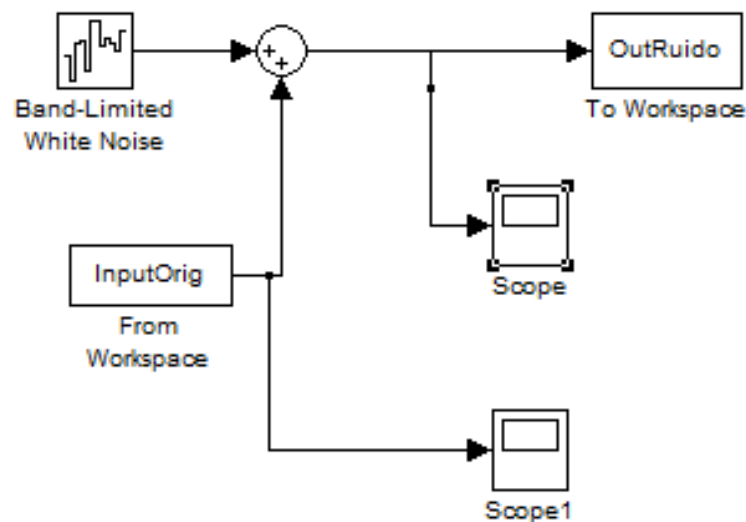 OutRuido
Band-Limited
White Noise
+
+
To Workspace
InputOrig
From
Workspace
Scope
Scope1